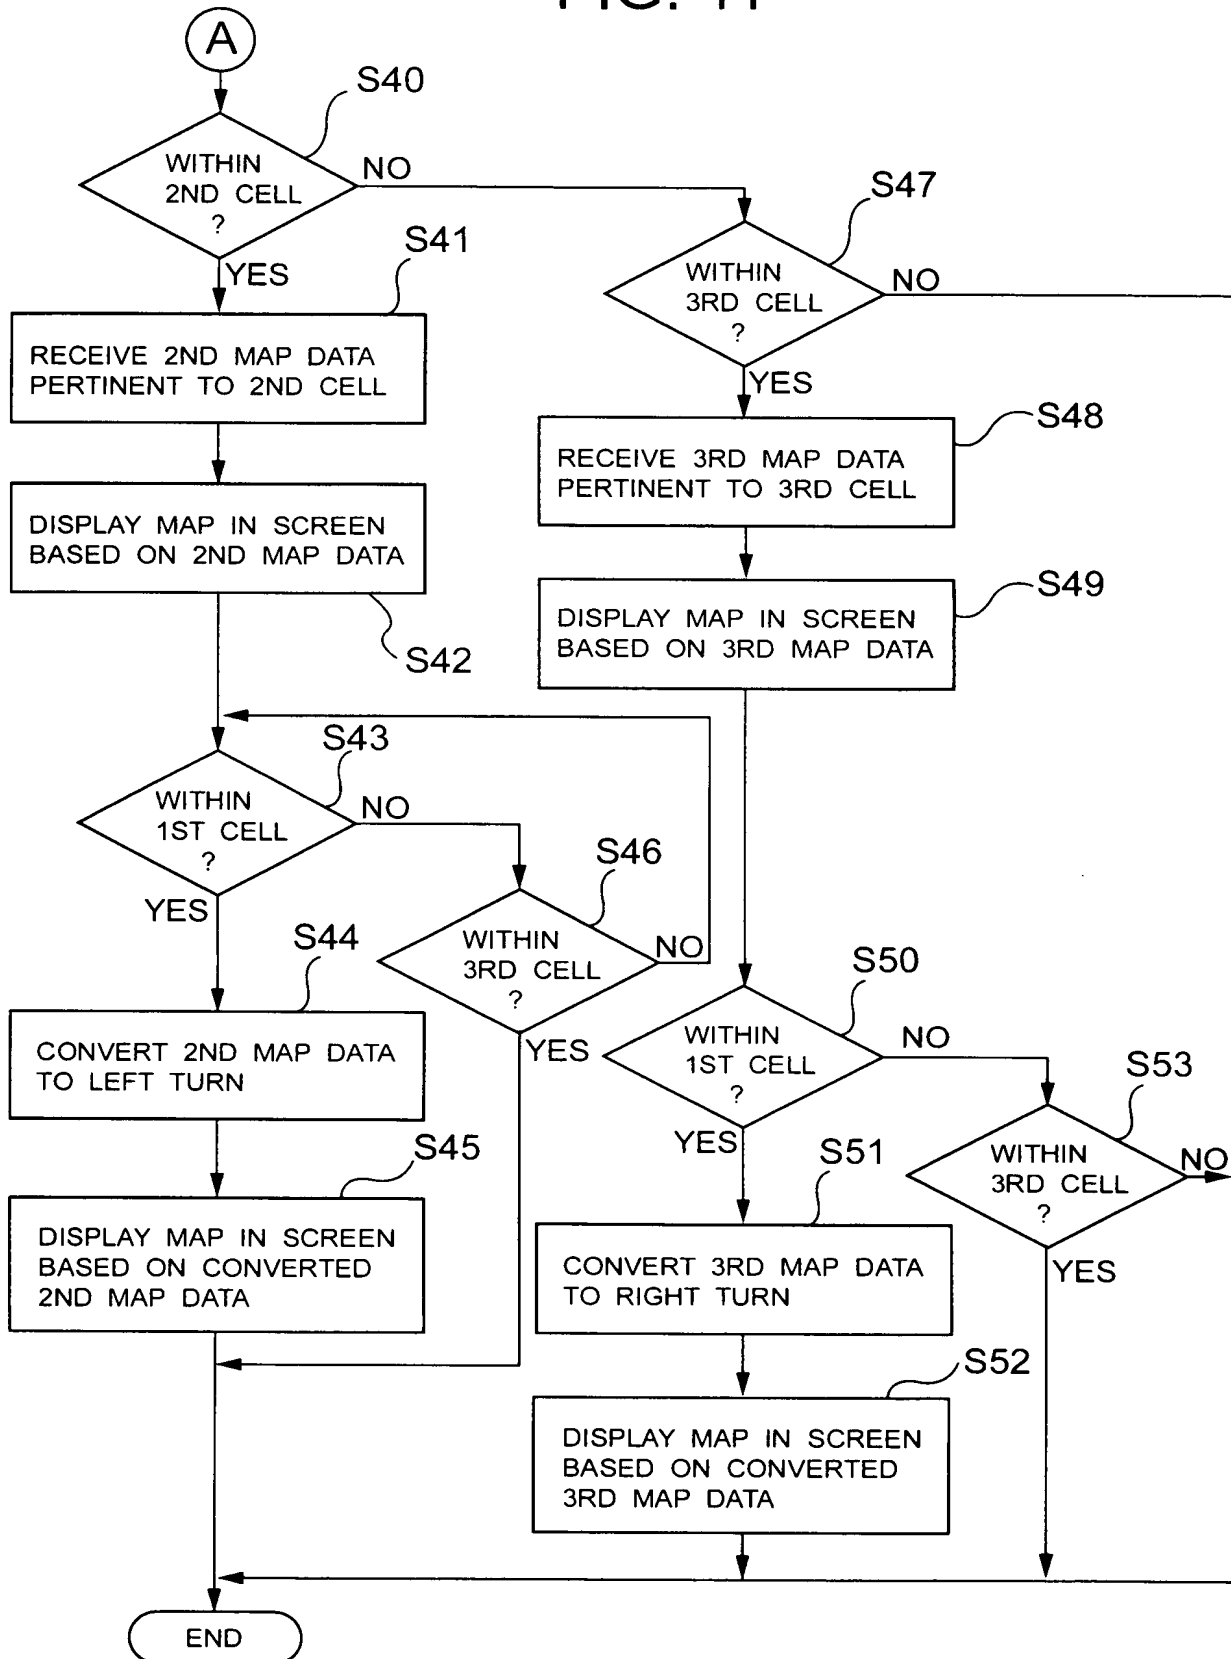 FIG. 11
A
S40
WITHIN
2ND CELL
?
NO
YES
S41
RECEIVE 2ND MAP DATA
PERTINENT TO 2ND CELL
DISPLAY MAP IN SCREEN
BASED ON 2ND MAP DATA
S42
S43
WITHIN
1ST CELL
?
NO
YES
S46
WITHIN
3RD CELL
?
NO
YES
S44
CONVERT 2ND MAP DATA
TO LEFT TURN
S45
DISPLAY MAP IN SCREEN
BASED ON CONVERTED
2ND MAP DATA
S47
WITHIN
3RD CELL
?
NO
YES
S48
RECEIVE 3RD MAP DATA
PERTINENT TO 3RD CELL
S49
DISPLAY MAP IN SCREEN
BASED ON 3RD MAP DATA
S50
WITHIN
1ST CELL
?
NO
YES
S53
WITHIN
3RD CELL
?
NO
YES
S51
CONVERT 3RD MAP DATA
TO RIGHT TURN
S52
DISPLAY MAP IN SCREEN
BASED ON CONVERTED
3RD MAP DATA
END